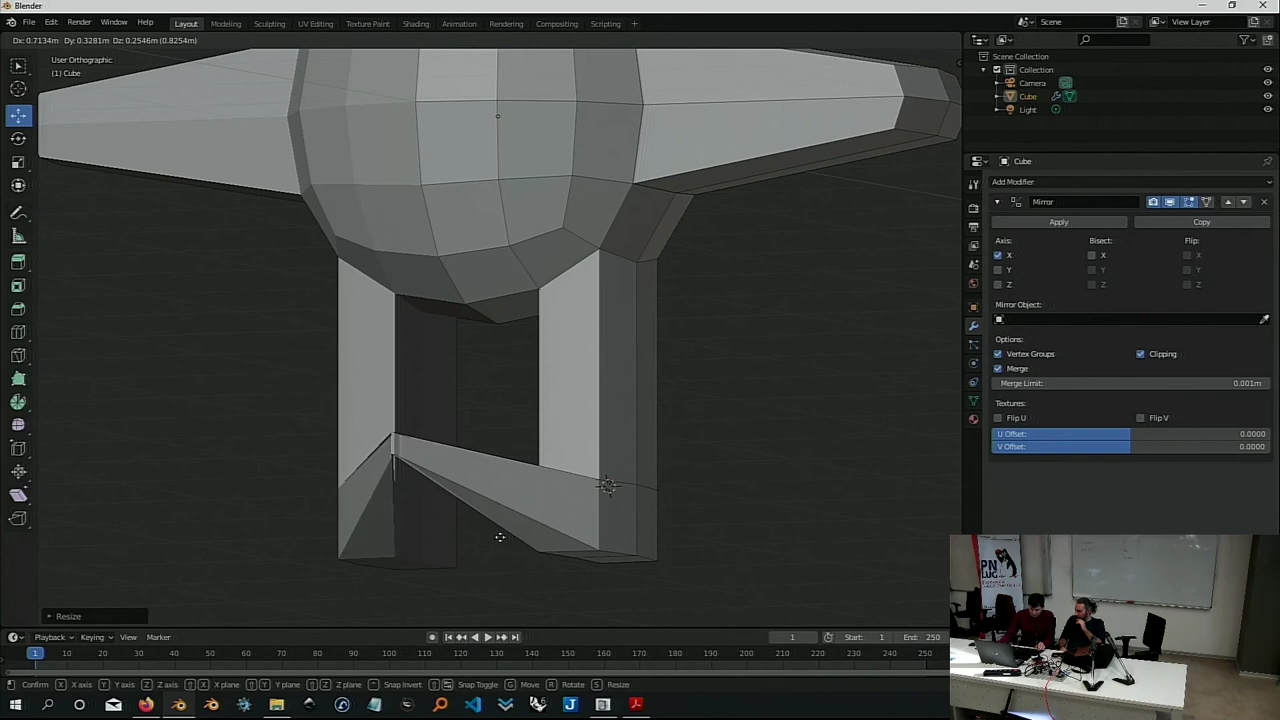 Blender
File Edit Render Window Help Layout Modeling Sculpting UV Editing Texture Paint Shading Animation Rendering Compositing Scripting + Scene View Layer
Dx: 0.7134m Dy: 0.3281m Dz: 0.2546m (0.8254m)
User Orthographic
(1) Cube
Scene Collection
Collection
Camera
Cube
Light
Cube
Add Modifier
Mirror
Apply Copy
Axis: Bisect: Flip:
X X X
Y Y Y
Z Z Z
Mirror Object:
Options:
Vertex Groups Clipping
Merge
Merge Limit: 0.001m
Textures:
Flip U Flip V
U Offset: 0.0000
V Offset: 0.0000
PN
LUG
Resize
Playback Keying View Marker 1 Start: 1 End: 250
1 10 20 30 40 50 60 70 80 90 100 110 120 130 140 150 160 170 180 190 200 210 220 230 240 250
Confirm X X axis Y Y axis Z Z axis X X plane Y Y plane Z Z plane Snap Invert Snap Toggle G Move R Rotate S Resize